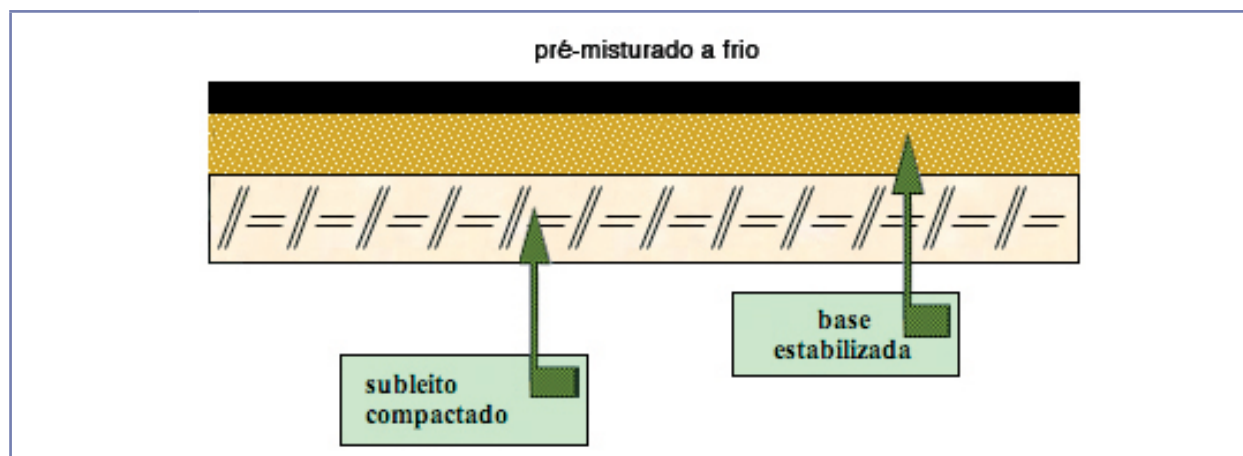 pré-misturado a frio
base
estabilizada
subleito
compactado